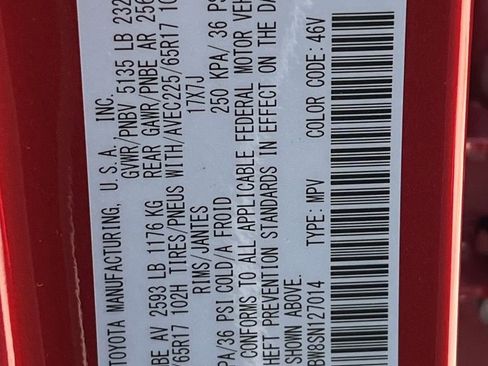 TOYOTA MANUFACTURING, U.S.A., INC.
GVWR/PNBV 5135 LB 232
BE AV 2593 LB 1176 KG REAR GAWR/PNBE AR 256
/65R17 102H TIRES/PNEUS WITH/AVEC225/65R17 10
RIMS/JANTES 17X7J
PA/36 PSI COLD/A FROID 250 KPA/ 36 PS
CONFORMS TO ALL APPLICABLE FEDERAL MOTOR VEH
THEFT PREVENTION STANDARDS IN EFFECT ON THE DA
SHOWN ABOVE.
BW8SN127014 TYPE: MPV COLOR CODE: 46V